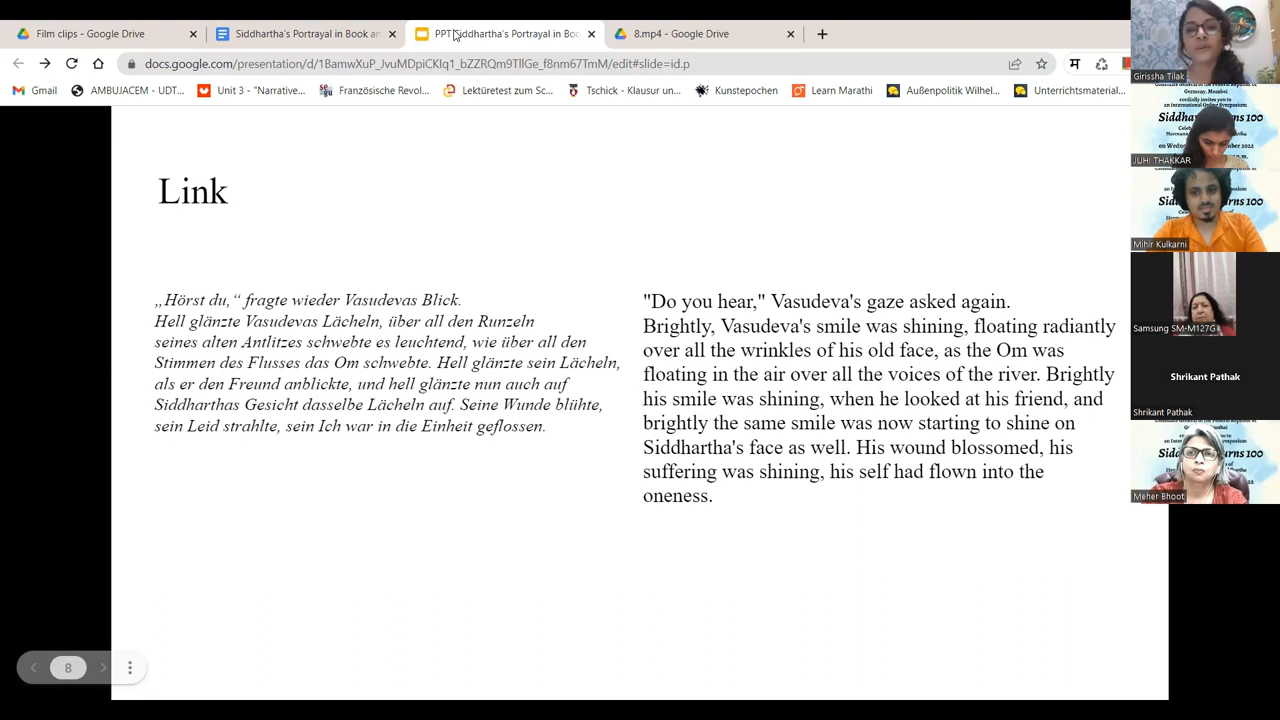 Film clips - Google Drive
Siddhartha's Portrayal in Book an
PPT Siddhartha's Portrayal in Boo
8.mp4 - Google Drive
docs.google.com/presentation/d/1BamwXuP_JvuMDpiCKlq1_bZZRQm9TllGe_f8nm67TmM/edit#slide=id.p
Gmail
AMBUJACEM - UDT...
Unit 3 - "Narrative...
Französische Revol...
Lektüretest zum Sc...
Tschick - Klausur un...
Kunstepochen
Learn Marathi
Außenpolitik Wilhel...
Unterrichtsmaterial...
Link
„Hörst du,“ fragte wieder Vasudevas Blick.
Hell glänzte Vasudevas Lächeln, über all den Runzeln
seines alten Antlitzes schwebte es leuchtend, wie über all den
Stimmen des Flusses das Om schwebte. Hell glänzte sein Lächeln,
als er den Freund anblickte, und hell glänzte nun auch auf
Siddharthas Gesicht dasselbe Lächeln auf. Seine Wunde blühte,
sein Leid strahlte, sein Ich war in die Einheit geflossen.
"Do you hear," Vasudeva's gaze asked again.
Brightly, Vasudeva's smile was shining, floating radiantly
over all the wrinkles of his old face, as the Om was
floating in the air over all the voices of the river. Brightly
his smile was shining, when he looked at his friend, and
brightly the same smile was now starting to shine on
Siddhartha's face as well. His wound blossomed, his
suffering was shining, his self had flown into the
oneness.
8
Girissha Tilak
Germany, Mumbai
cordially invites you to
an International Online Symposium
JUHI THAKKAR
Mihir Kulkarni
Samsung SM-M127G
Shrikant Pathak
Shrikant Pathak
Meher Bhoot